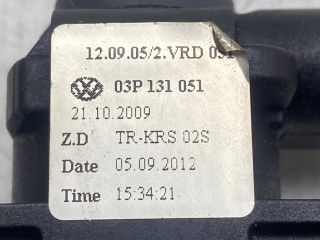 12.09.05/2.VRD 051
03P 131 051
21.10.2009
Z.D TR-KRS 02S
Date 05.09.2012
Time 15:34:21